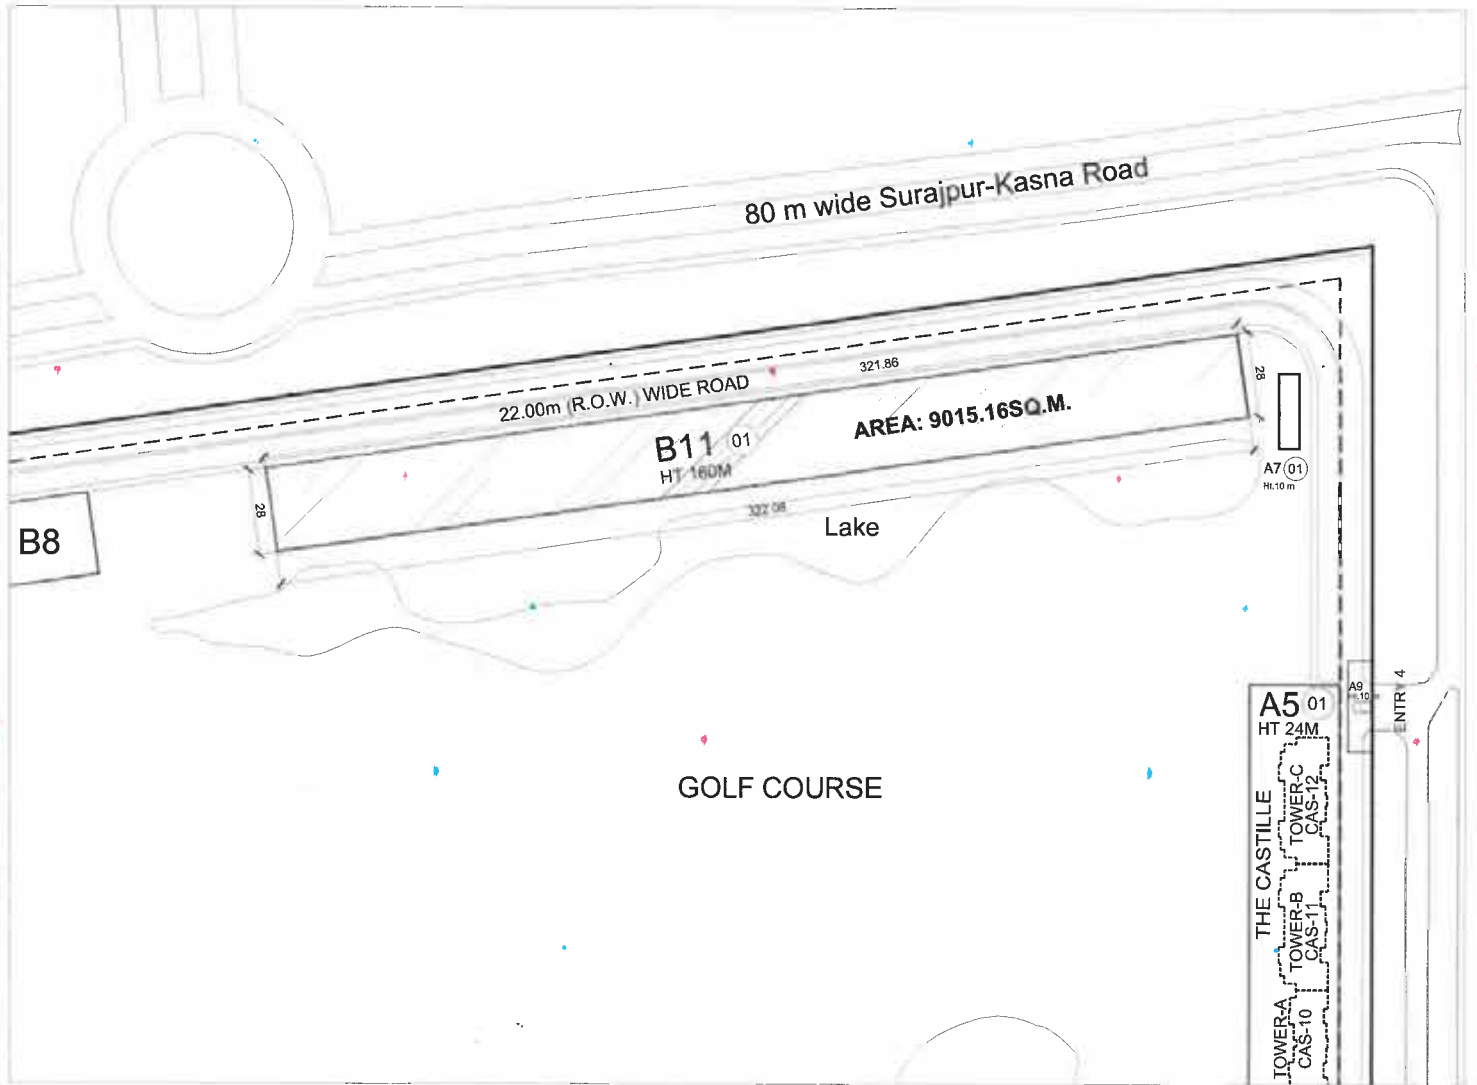 80 m wide Surajpur-Kasna Road
321.86
22.00m (R.O.W.) WIDE ROAD
28
AREA: 9015.16SQ.M.
B11 01
HT 160M
A7 01
Ht.10 m
28
322.08
Lake
B8
A5 01
HT 24M
A9
.10
ENTRY 4
GOLF COURSE
THE CASTILLE
TOWER-C
CAS-12
TOWER-B
CAS-11
TOWER-A
CAS-10